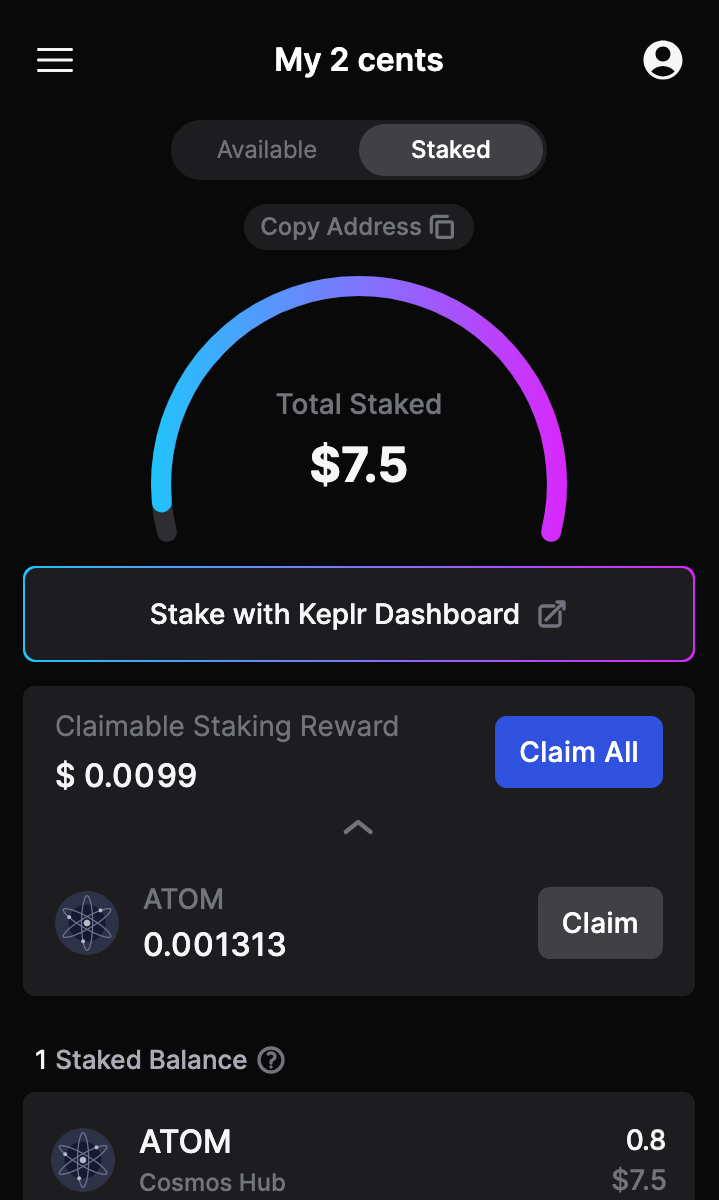 My 2 cents
Available Staked
Copy Address
Total Staked
$7.5
Stake with Keplr Dashboard
Claimable Staking Reward
$ 0.0099
Claim All
ATOM
0.001313
Claim
1 Staked Balance
ATOM 0.8
Cosmos Hub $7.5